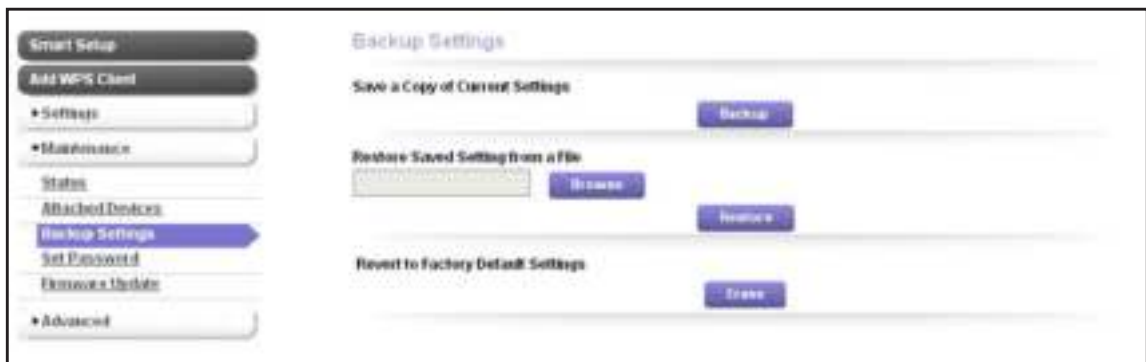 Smart Setup
Add WPS Client
Settings
Maintenance
Status
Attached Devices
Backup Settings
Set Password
Firmware Update
Advanced
Backup Settings
Save a Copy of Current Settings
Backup
Restore Saved Setting from a File
Browse
Restore
Revert to Factory Default Settings
Erase